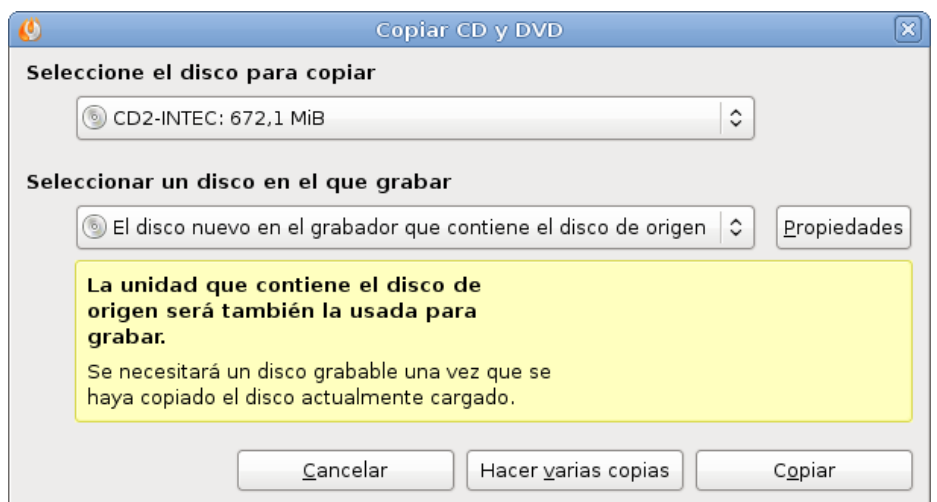 Copiar CD y DVD
Seleccione el disco para copiar
CD2-INTEC: 672,1 MiB
Seleccionar un disco en el que grabar
El disco nuevo en el grabador que contiene el disco de origen
Propiedades
La unidad que contiene el disco de
origen será también la usada para
grabar.
Se necesitará un disco grabable una vez que se
haya copiado el disco actualmente cargado.
Cancelar
Hacer varias copias
Copiar